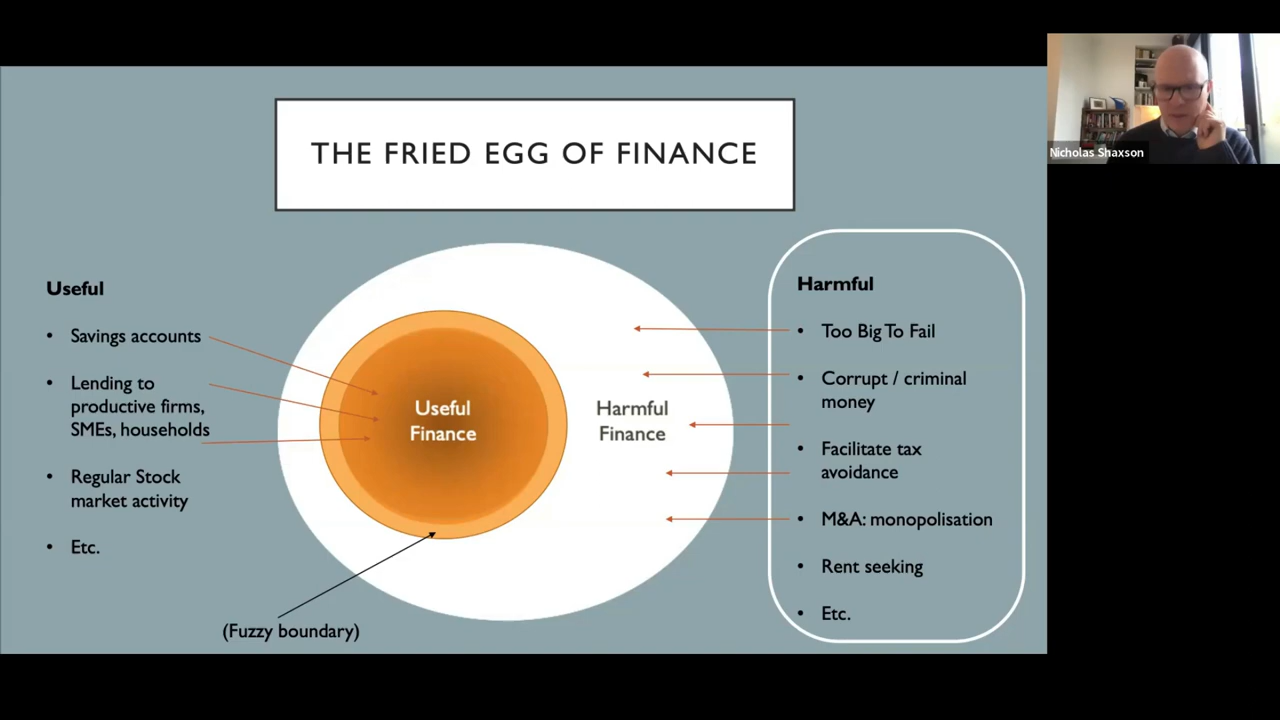 THE FRIED EGG OF FINANCE
Nicholas Shaxson
Useful
• Savings accounts
• Lending to
productive firms,
SMEs, households
• Regular Stock
market activity
• Etc.
Useful
Finance
Harmful
Finance
(Fuzzy boundary)
Harmful
• Too Big To Fail
• Corrupt / criminal
money
• Facilitate tax
avoidance
• M&A: monopolisation
• Rent seeking
• Etc.